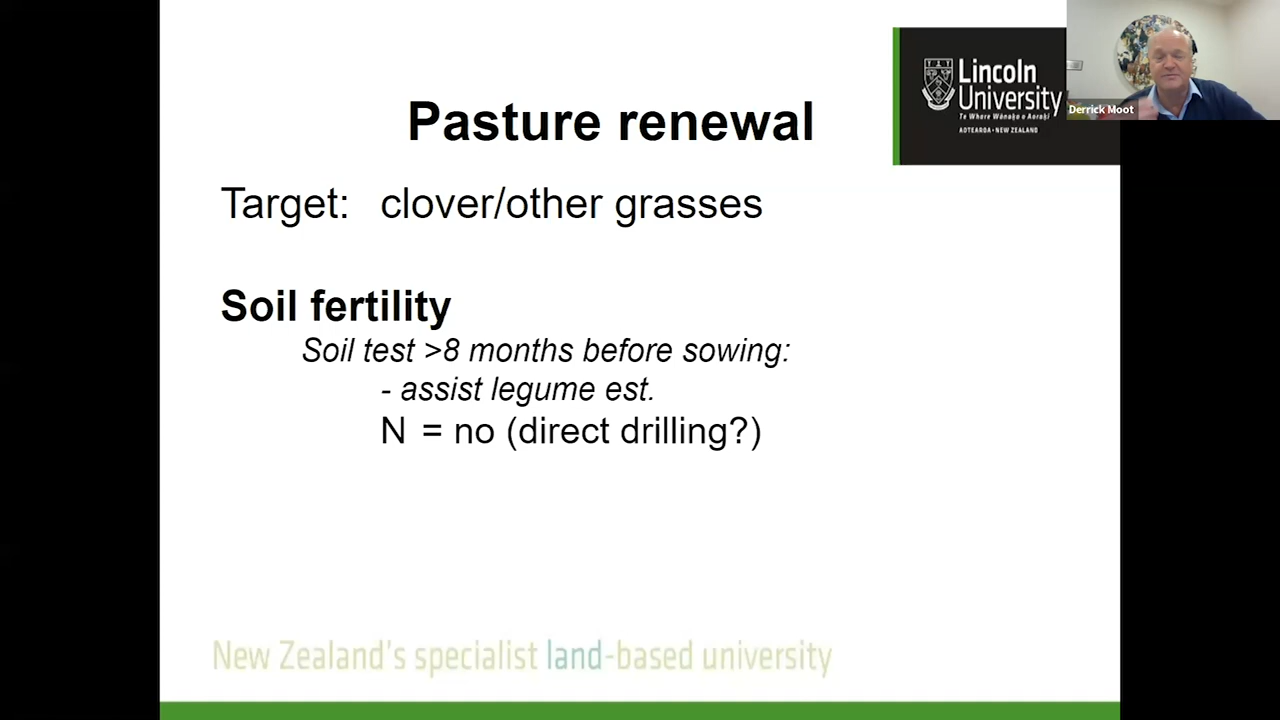 Pasture renewal
Lincoln
University
Te Whare Wānaka o Aoraki
AOTEAROA • NEW ZEALAND
Derrick Moot
Target: clover/other grasses
Soil fertility
Soil test >8 months before sowing:
- assist legume est.
N = no (direct drilling?)
New Zealand's specialist land-based university